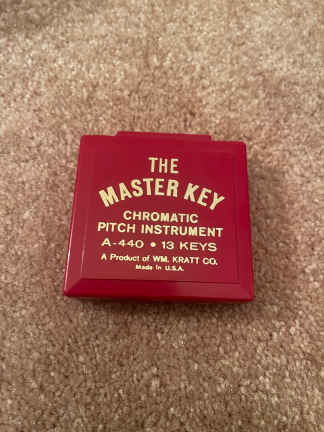 THE
MASTER KEY
CHROMATIC
PITCH INSTRUMENT
A-440 • 13 KEYS
A Product of WM. KRATT CO.
Made in U.S.A.